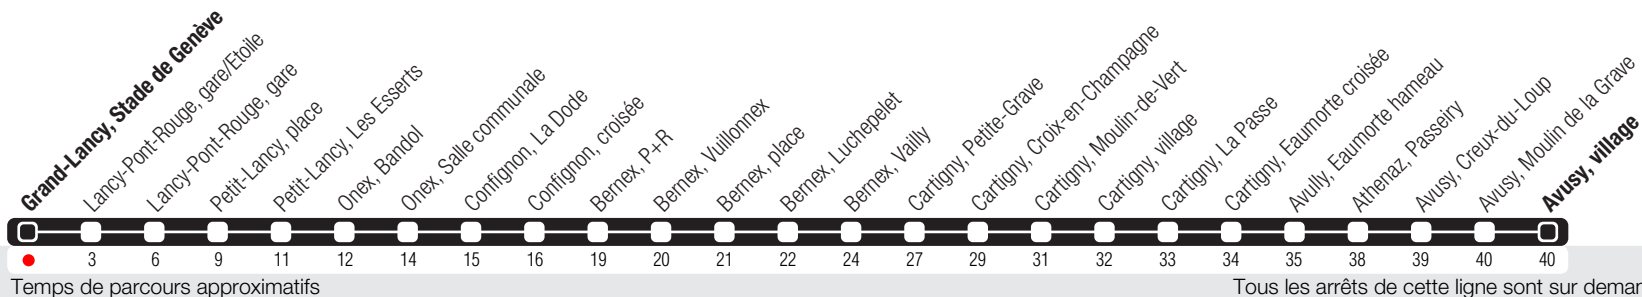 Grand-Lancy, Stade de Genève
Lancy-Pont-Rouge, gare/Etoile
Lancy-Pont-Rouge, gare
Petit-Lancy, place
Petit-Lancy, Les Esserts
Onex, Bandol
Onex, Salle communale
Confignon, La Dode
Confignon, croisée
Bernex, P+R
Bernex, Vuillonnex
Bernex, place
Bernex, Luchepelet
Bernex, Vailly
Cartigny, Petite-Grave
Cartigny, Croix-en-Champagne
Cartigny, Moulin-de-Vert
Cartigny, village
Cartigny, La Passe
Cartigny, Eaumorte croisée
Avully, Eaumorte hameau
Athenaz, Passeiry
Avusy, Creux-du-Loup
Avusy, Moulin de la Grave
Avusy, village
3 6 9 11 12 14 15 16 19 20 21 22 24 27 29 31 32 33 34 35 38 39 40 40
Temps de parcours approximatifs
Tous les arrêts de cette ligne sont sur deman